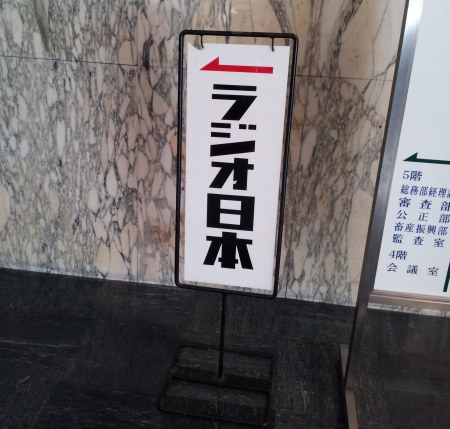 ラジオ日本
5階
総務部経理課
審査部
公正部
畜産振興部
監査室
4階
会議室